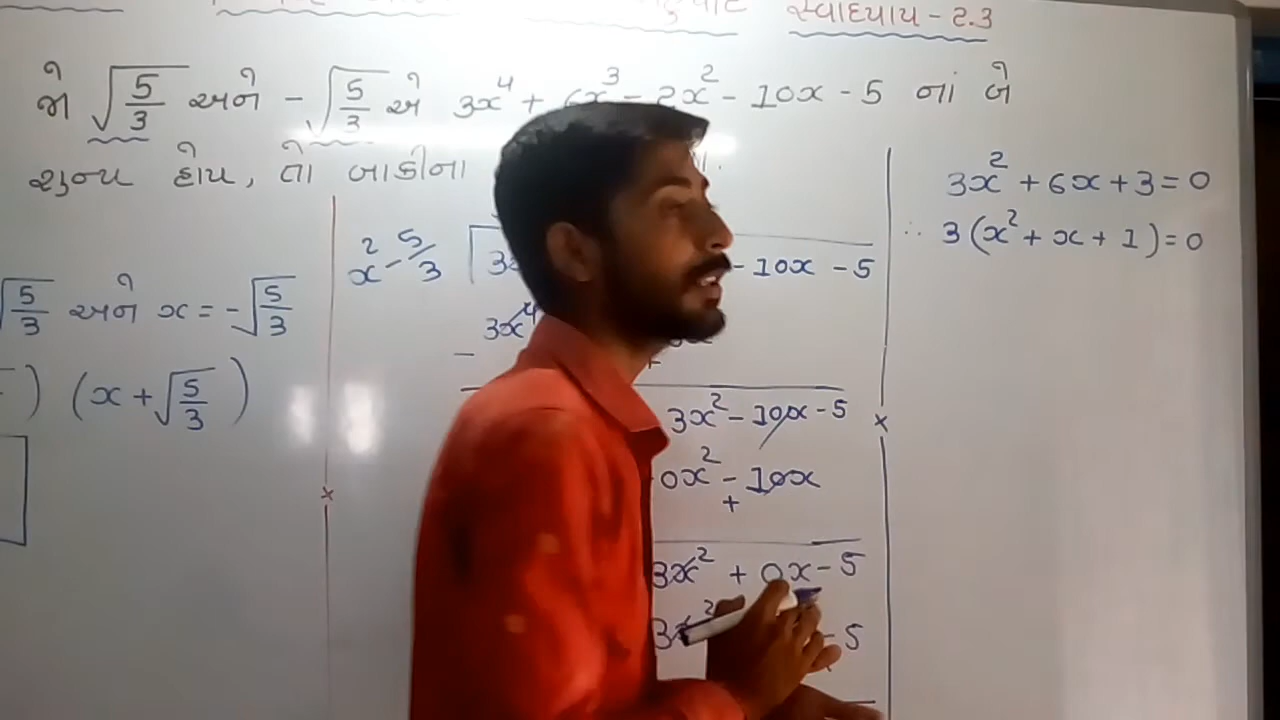 સ્વાધ્યાય - ૨.૩
જો √(5/3) અને - √(5/3) એ 3x⁴ + 6x³ - 2x² - 10x - 5 નાં બે
શુન્ય હોય, તો બાકીના
√(5/3) અને x = -√(5/3)
) (x + √(5/3))
x² - 5/3
- 10x - 5
3x⁴
- +
3x² - 10x - 5
0x² - 10x
+
3x² + 0x - 5
3x² - 5
3x² + 6x + 3 = 0
∴ 3(x² + x + 1) = 0